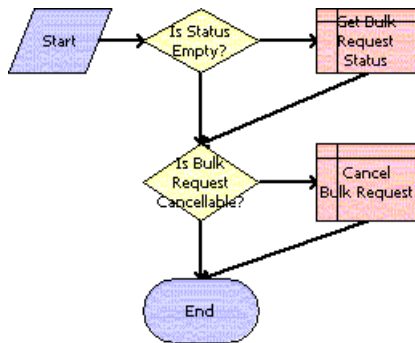 Start
Is Status
Empty?
Get Bulk
Request
Status
Is Bulk
Request
Cancellable?
Cancel
Bulk Request
End